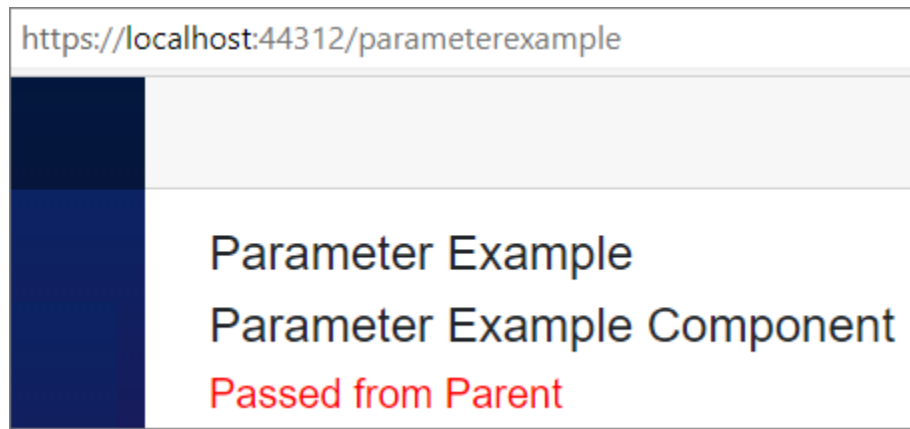 https://localhost:44312/parameterexample
Parameter Example
Parameter Example Component
Passed from Parent